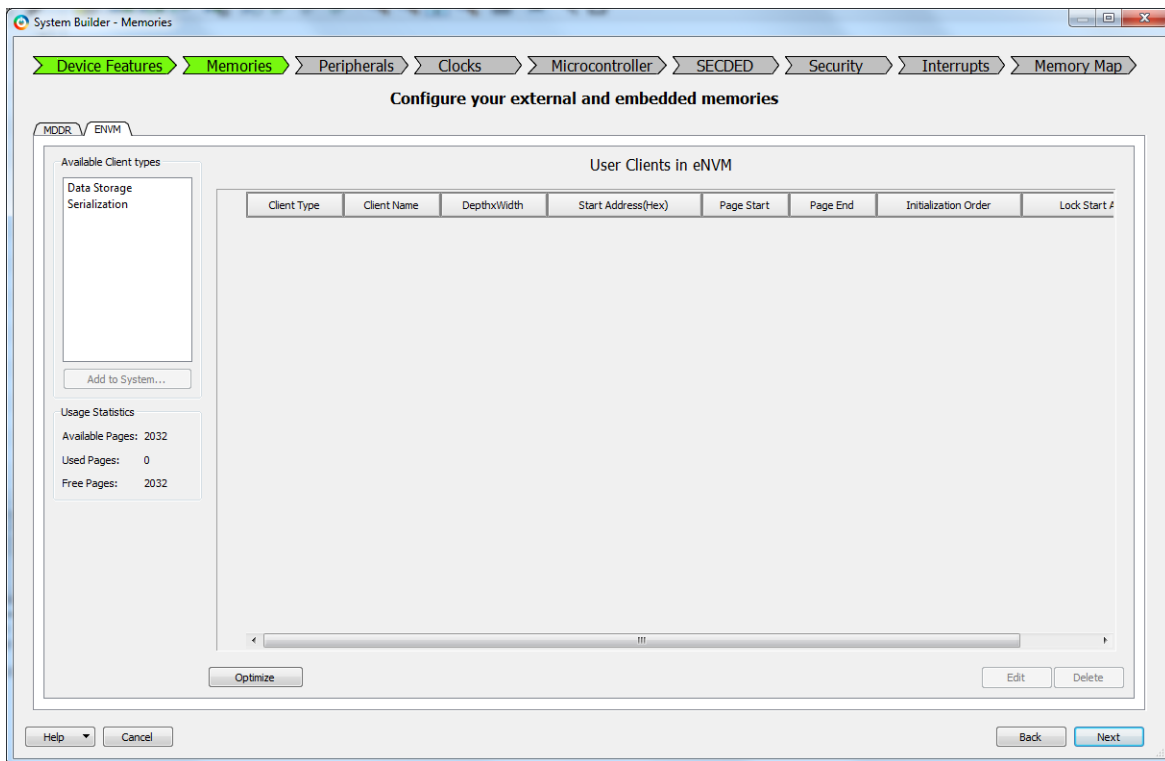 System Builder - Memories
Device Features Memories Peripherals Clocks Microcontroller SECDED Security Interrupts Memory Map
Configure your external and embedded memories
MDDR ENVM
Available Client types
User Clients in eNVM
Data Storage
Serialization
Client Type Client Name DepthxWidth Start Address(Hex) Page Start Page End Initialization Order Lock Start A
Add to System...
Usage Statistics
Available Pages: 2032
Used Pages: 0
Free Pages: 2032
Optimize Edit Delete
Help Cancel Back Next